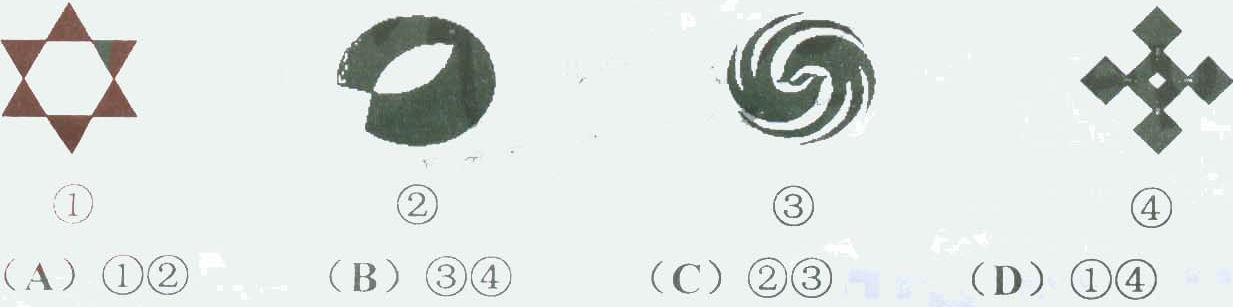 ① ② ③ ④
(A) ①② (B) ③④ (C) ②③ (D) ①④